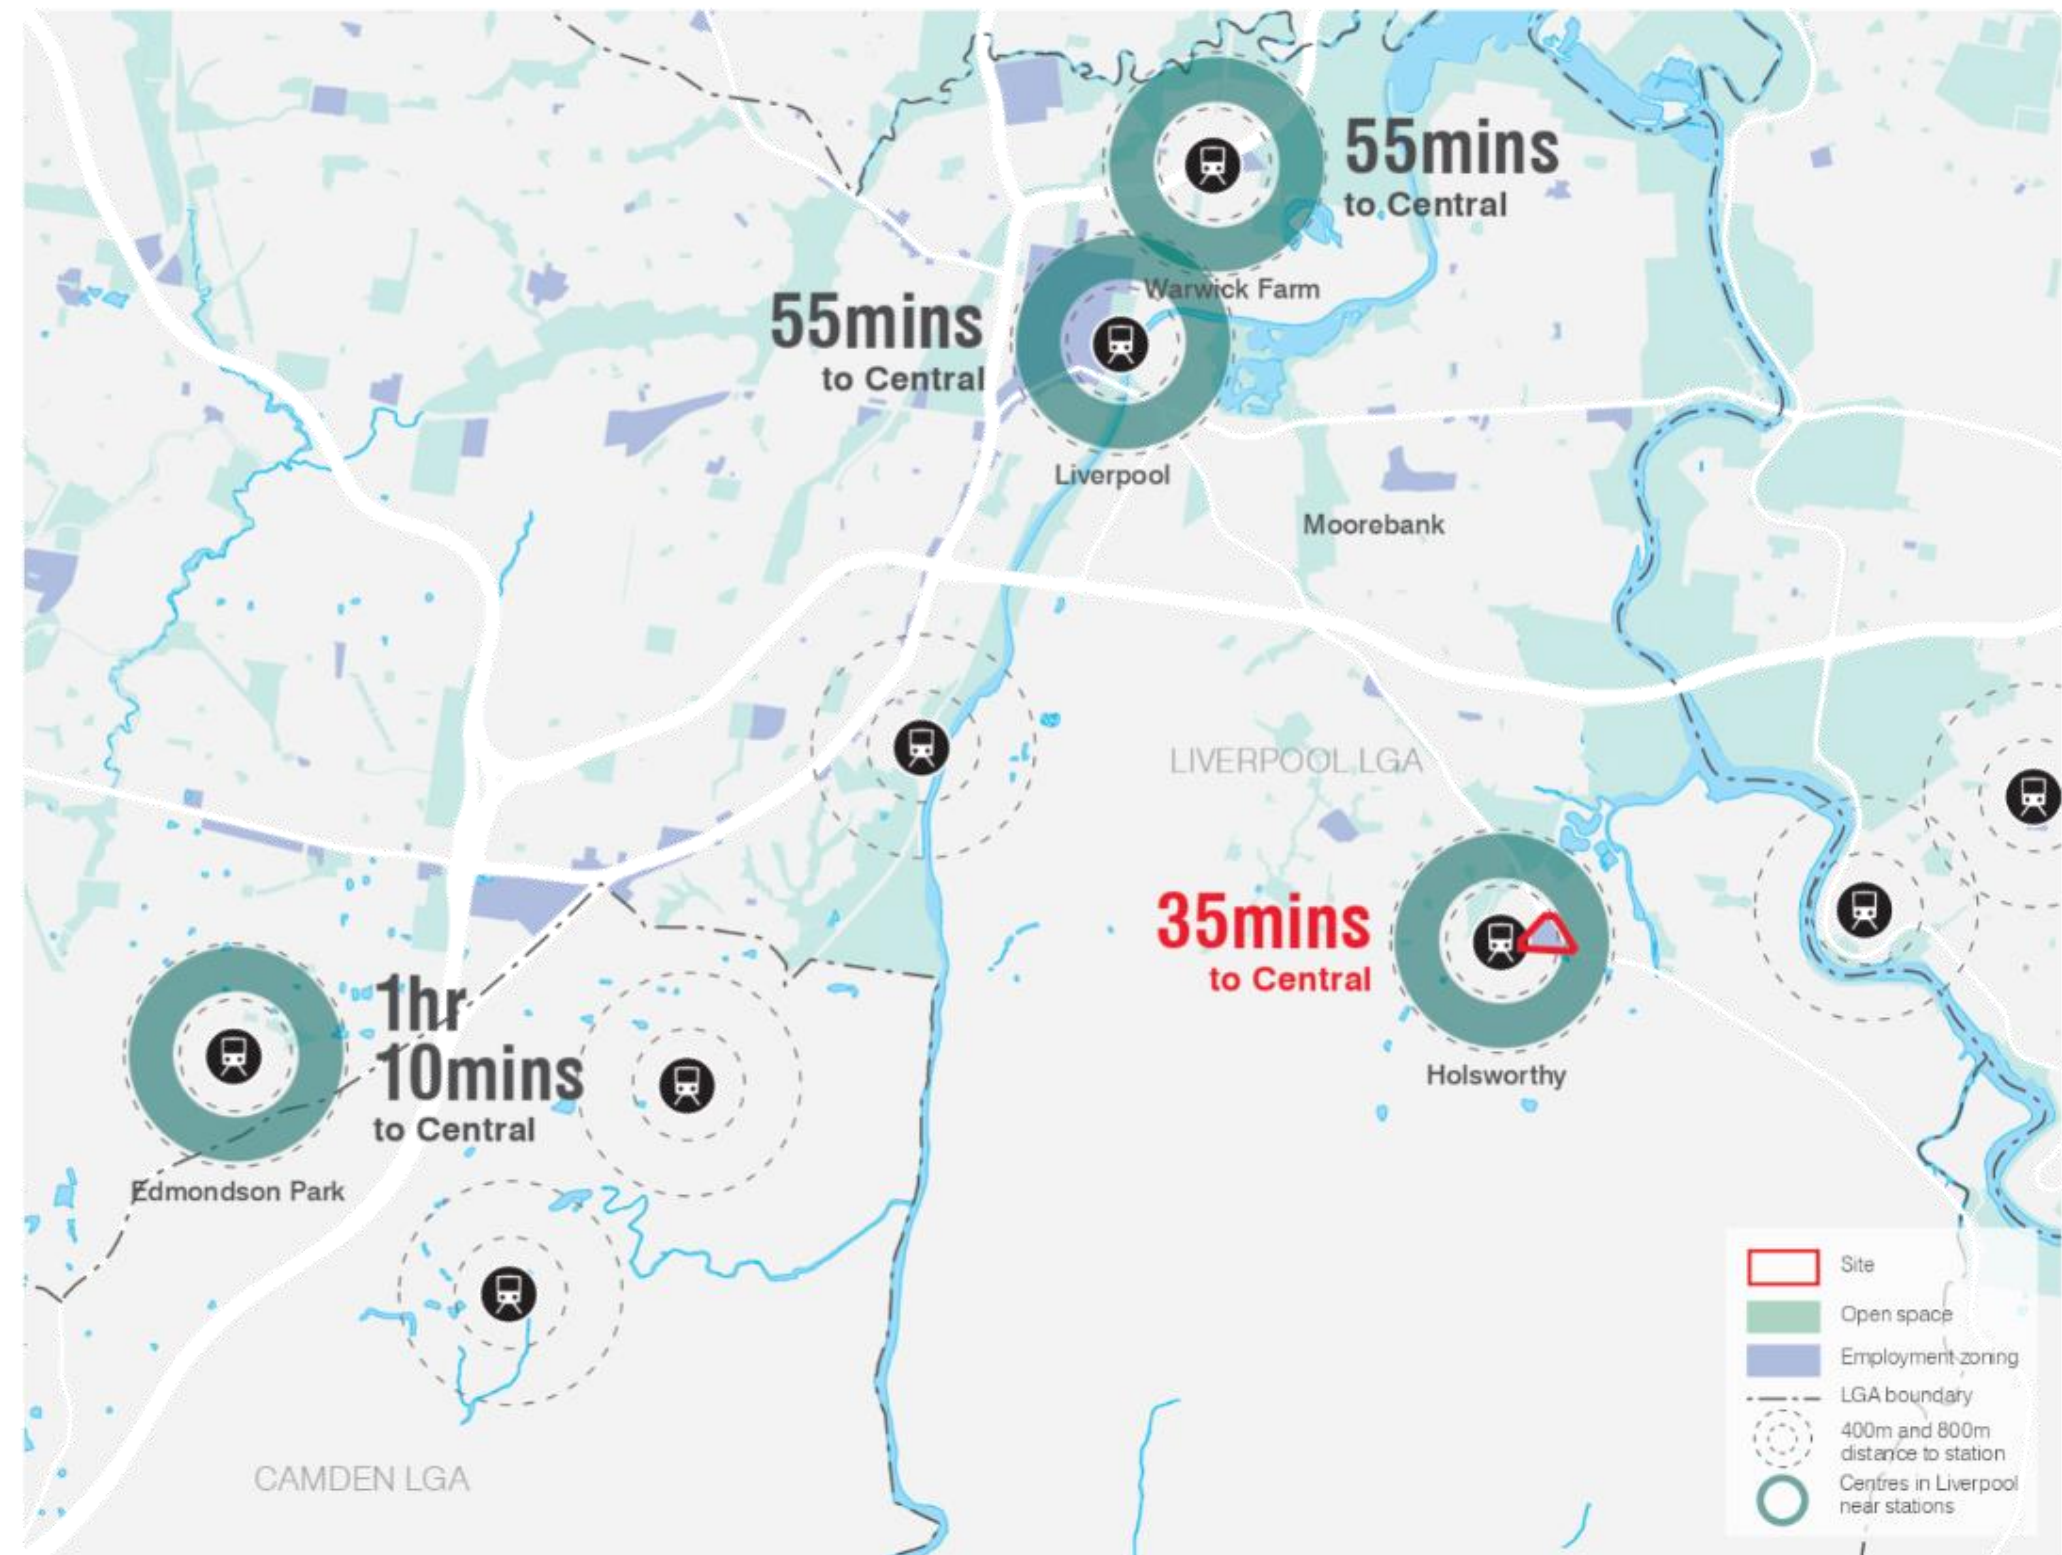 55mins
to Central
Warwick Farm
55mins
to Central
Liverpool
Moorebank
LIVERPOOL LGA
35mins
to Central
Holsworthy
1hr
10mins
to Central
Edmondson Park
CAMDEN LGA
Site
Open space
Employment zoning
LGA boundary
400m and 800m
distance to station
Centres in Liverpool
near stations